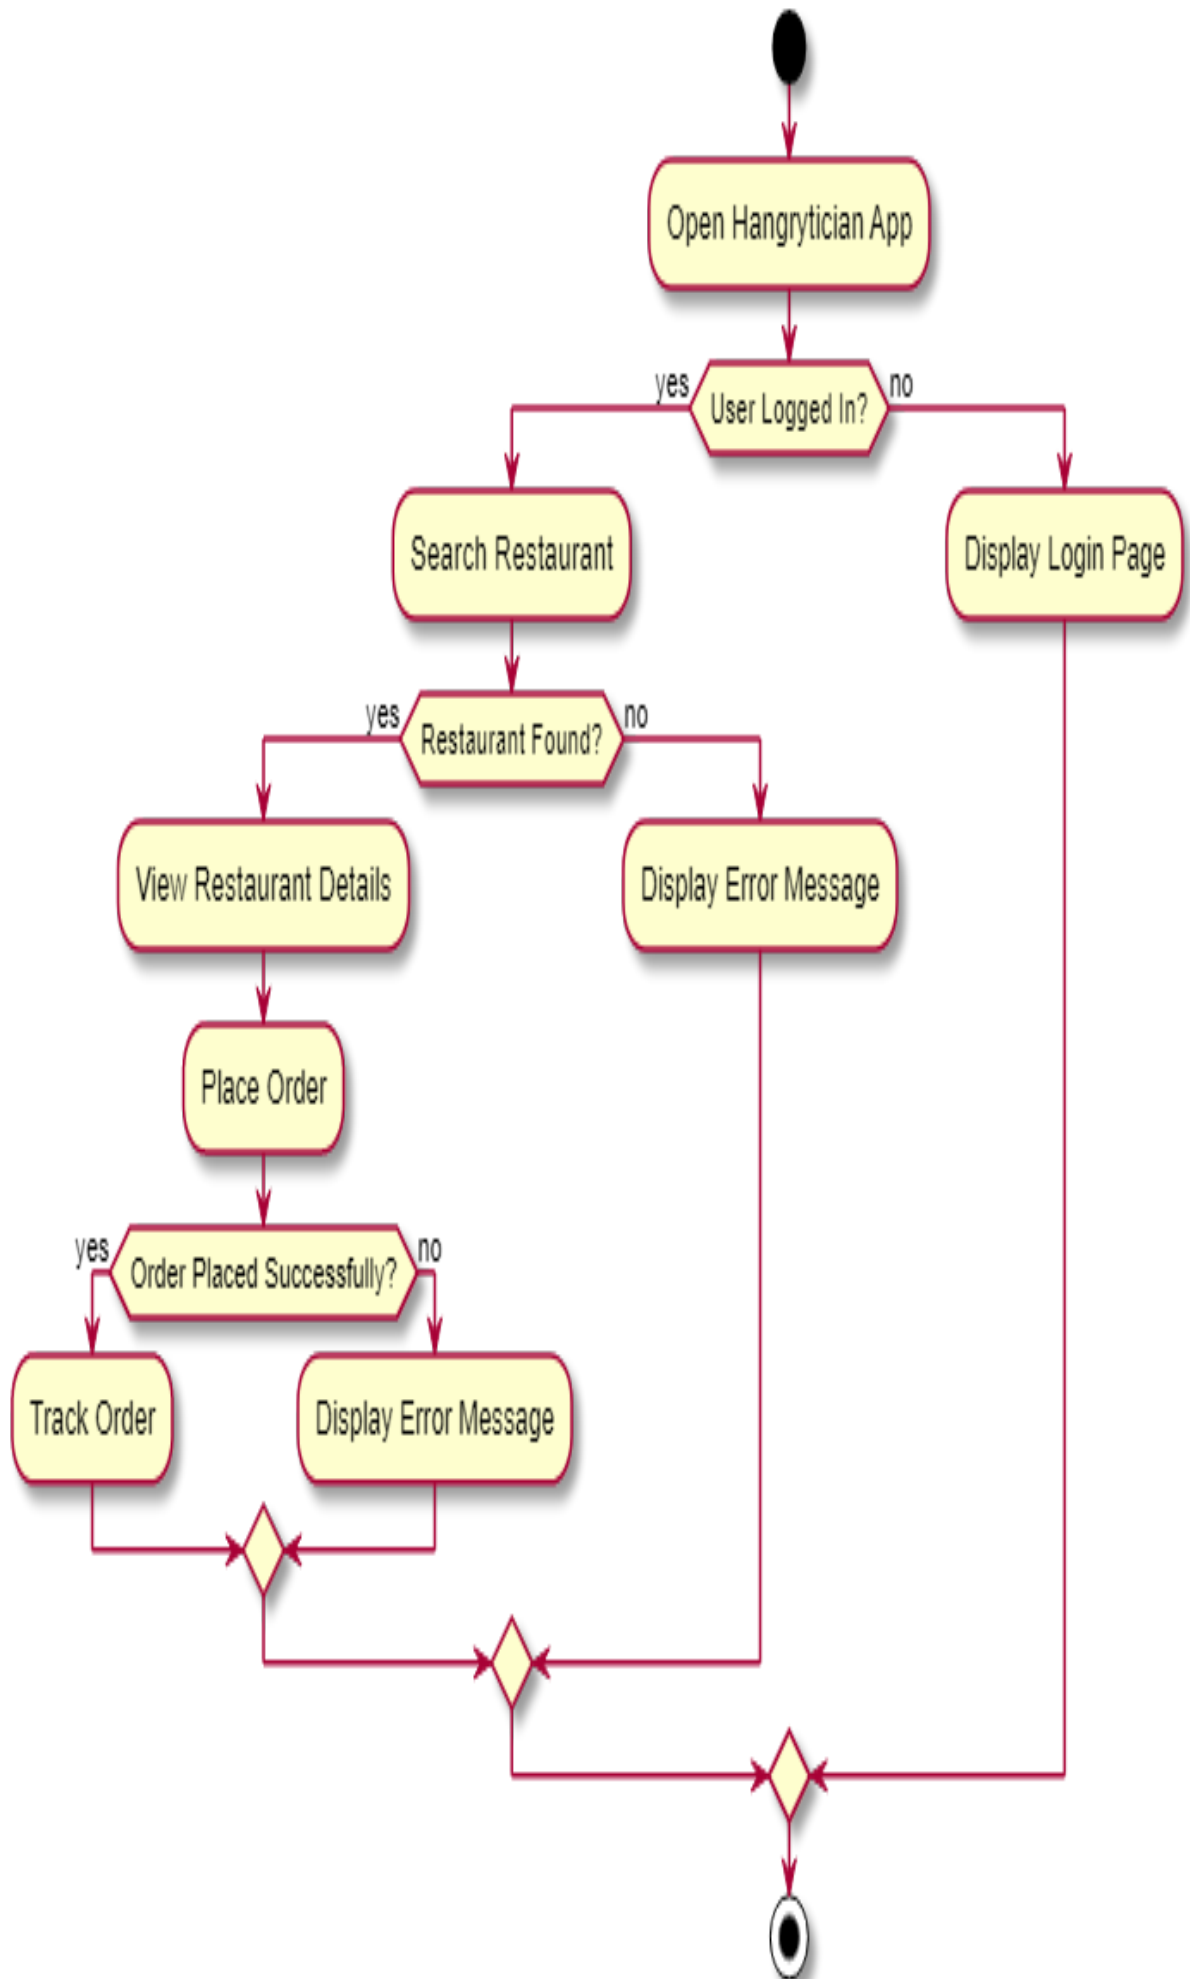 Open Hangrytician App
yes
User Logged In?
no
Search Restaurant
Display Login Page
yes
Restaurant Found?
no
View Restaurant Details
Display Error Message
Place Order
yes
Order Placed Successfully?
no
Track Order
Display Error Message